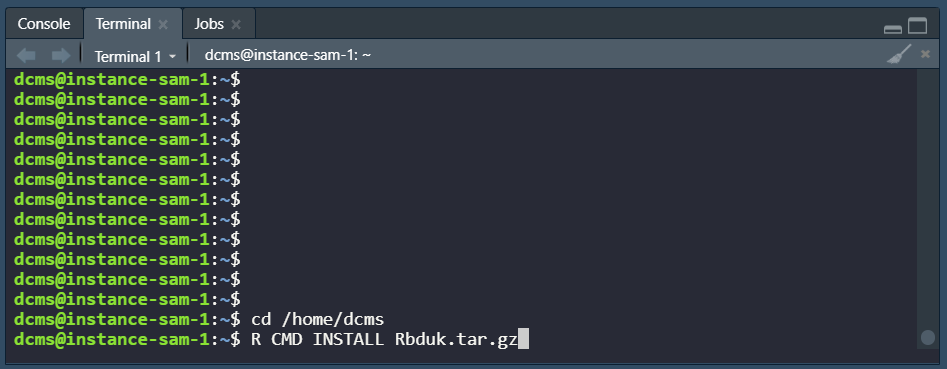 Console Terminal × Jobs ×
Terminal 1 dcms@instance-sam-1: ~
dcms@instance-sam-1:~$
dcms@instance-sam-1:~$
dcms@instance-sam-1:~$
dcms@instance-sam-1:~$
dcms@instance-sam-1:~$
dcms@instance-sam-1:~$
dcms@instance-sam-1:~$
dcms@instance-sam-1:~$
dcms@instance-sam-1:~$
dcms@instance-sam-1:~$
dcms@instance-sam-1:~$
dcms@instance-sam-1:~$
dcms@instance-sam-1:~$ cd /home/dcms
dcms@instance-sam-1:~$ R CMD INSTALL Rbduk.tar.gz